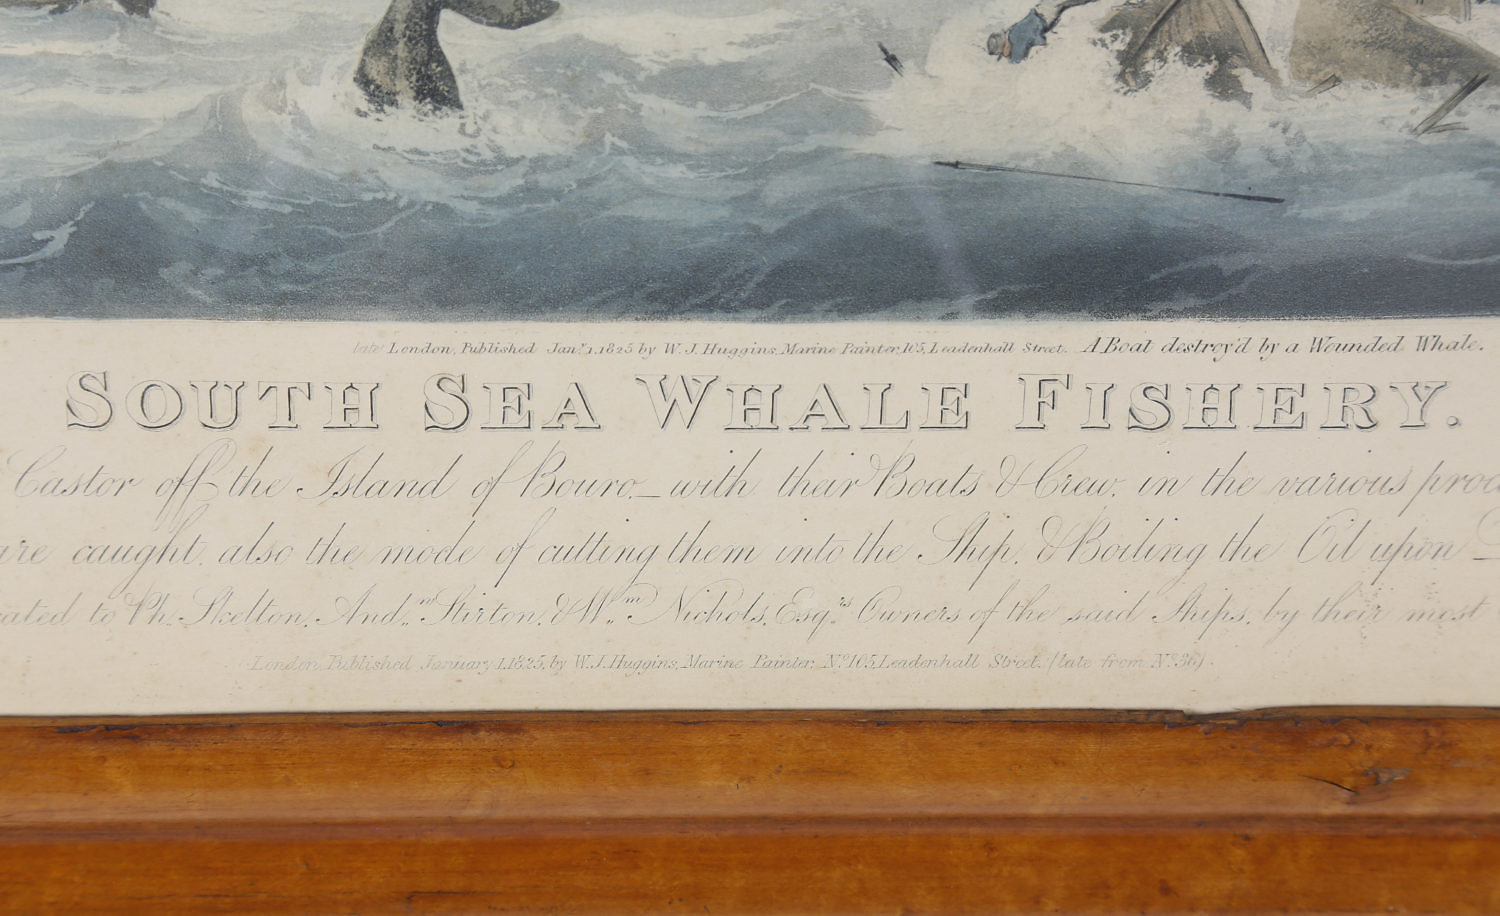 late London, Published Jany. 1. 1825 by W. J. Huggins, Marine Painter, 105, Leadenhall Street. A Boat destroy'd by a Wounded Whale.
SOUTH SEA WHALE FISHERY.
Castor off the Island of Bouro_ with their Boats & Crew, in the various
are caught, also the mode of cutting them into the Ship, & Boiling the Oil upon
to Ph. Skelton, And.w Stirton, & W.m Nichols, Esq.rs Owners of the said Ships, by their most
London, Published January 1, 1825, by W. J. Huggins, Marine Painter, No. 105, Leadenhall Street, (late from No. 36).